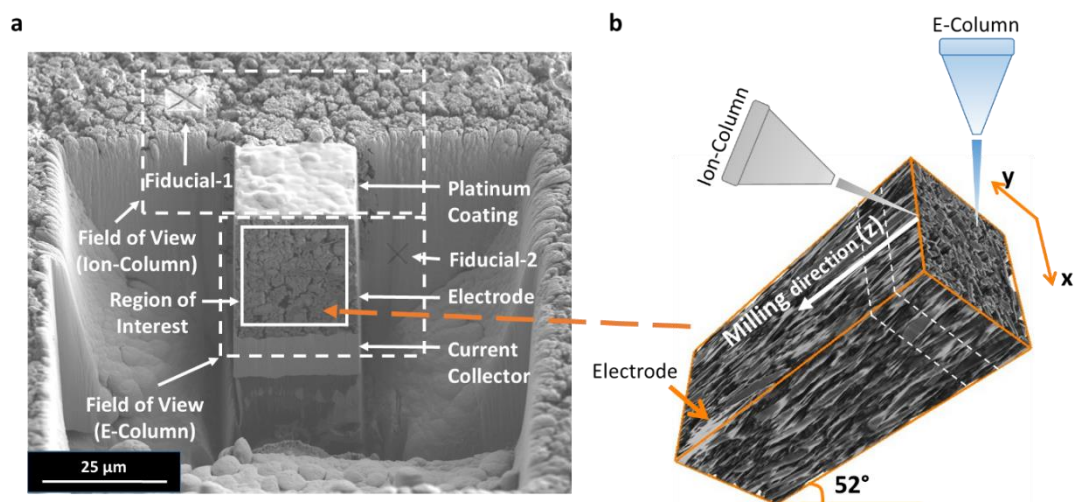 a
b
E-Column
Ion-Column
Fiducial-1
Platinum
Coating
Field of View
(Ion-Column)
Fiducial-2
Region of
Interest
Electrode
Current
Collector
Field of View
(E-Column)
25 µm
y
x
Milling direction (z)
Electrode
52°